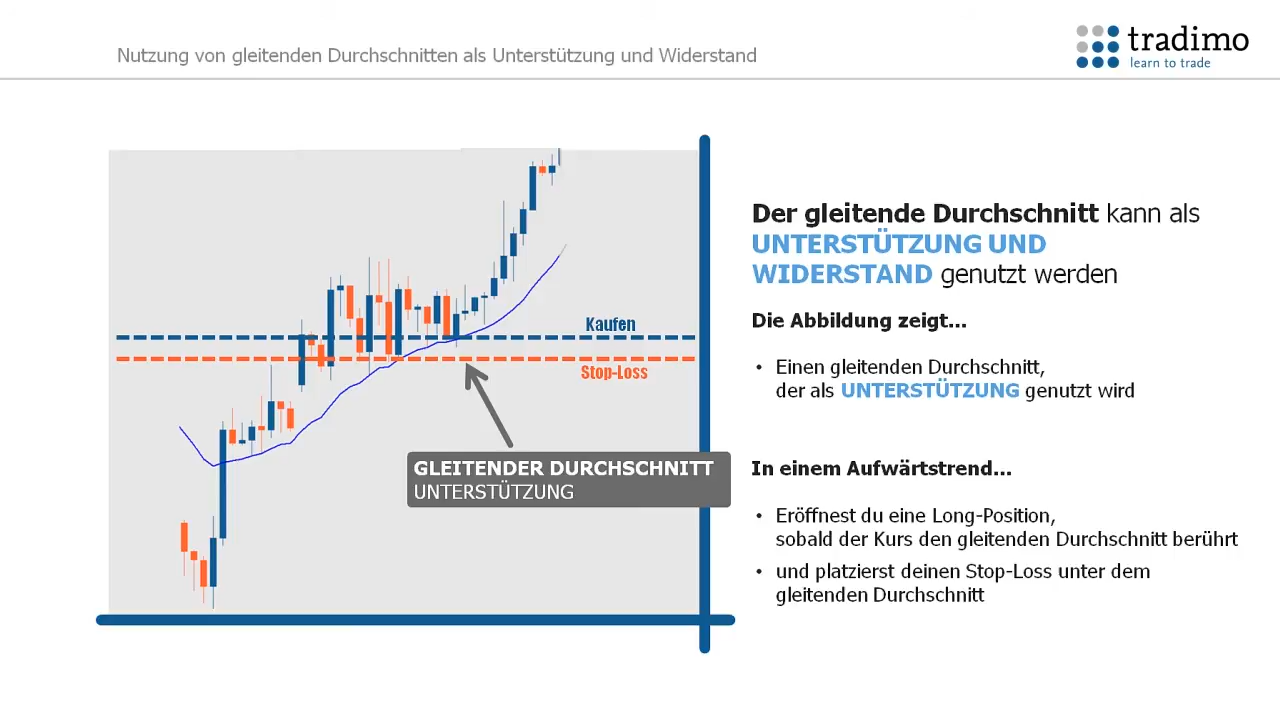 Nutzung von gleitenden Durchschnitten als Unterstützung und Widerstand
tradimo
learn to trade
Der gleitende Durchschnitt kann als
UNTERSTÜTZUNG UND
WIDERSTAND genutzt werden
Die Abbildung zeigt...
• Einen gleitenden Durchschnitt,
der als UNTERSTÜTZUNG genutzt wird
In einem Aufwärtstrend...
• Eröffnest du eine Long-Position,
sobald der Kurs den gleitenden Durchschnitt berührt
• und platzierst deinen Stop-Loss unter dem
gleitenden Durchschnitt
Kaufen
Stop-Loss
GLEITENDER DURCHSCHNITT
UNTERSTÜTZUNG